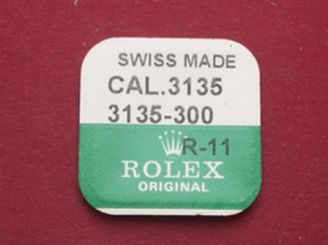 SWISS MADE
CAL.3135
3135-300
R-11
ROLEX
ORIGINAL